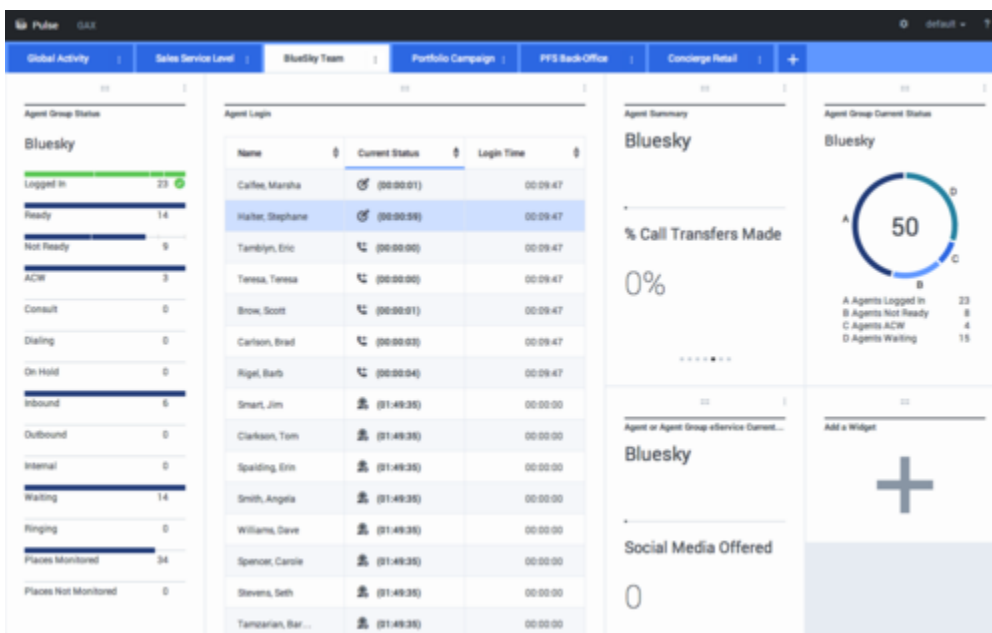 Pulse GAX default ?
Global Activity Sales Service Level BlueSky Team Portfolio Campaign PFS Back-Office Concierge Retail +
Agent Group Status
Bluesky
Logged In 23
Ready 14
Not Ready 9
ACW 3
Consult 0
Dialing 0
On Hold 0
Inbound 6
Outbound 0
Internal 0
Waiting 14
Ringing 0
Places Monitored 34
Places Not Monitored 0
Agent Login
Name Current Status Login Time
Calfee, Marsha (00:00:01) 00:09:47
Halter, Stephane (00:00:59) 00:09:47
Tamblyn, Eric (00:00:00) 00:09:47
Teresa, Teresa (00:00:00) 00:09:47
Brow, Scott (00:00:01) 00:09:47
Carlson, Brad (00:00:03) 00:09:47
Rigel, Barb (00:00:04) 00:09:47
Smart, Jim (01:49:35) 00:00:00
Clarkson, Tom (01:49:35) 00:00:00
Spalding, Erin (01:49:35) 00:00:00
Smith, Angela (01:49:35) 00:00:00
Williams, Dave (01:49:35) 00:00:00
Spencer, Carole (01:49:35) 00:00:00
Stevens, Seth (01:49:35) 00:00:00
Tamzarian, Bar... (01:49:35) 00:00:00
Agent Summary
Bluesky
% Call Transfers Made
0%
Agent Group Current Status
Bluesky
50
A
B
C
D
A Agents Logged In 23
B Agents Not Ready 8
C Agents ACW 4
D Agents Waiting 15
Agent or Agent Group eService Current...
Bluesky
Social Media Offered
0
Add a Widget